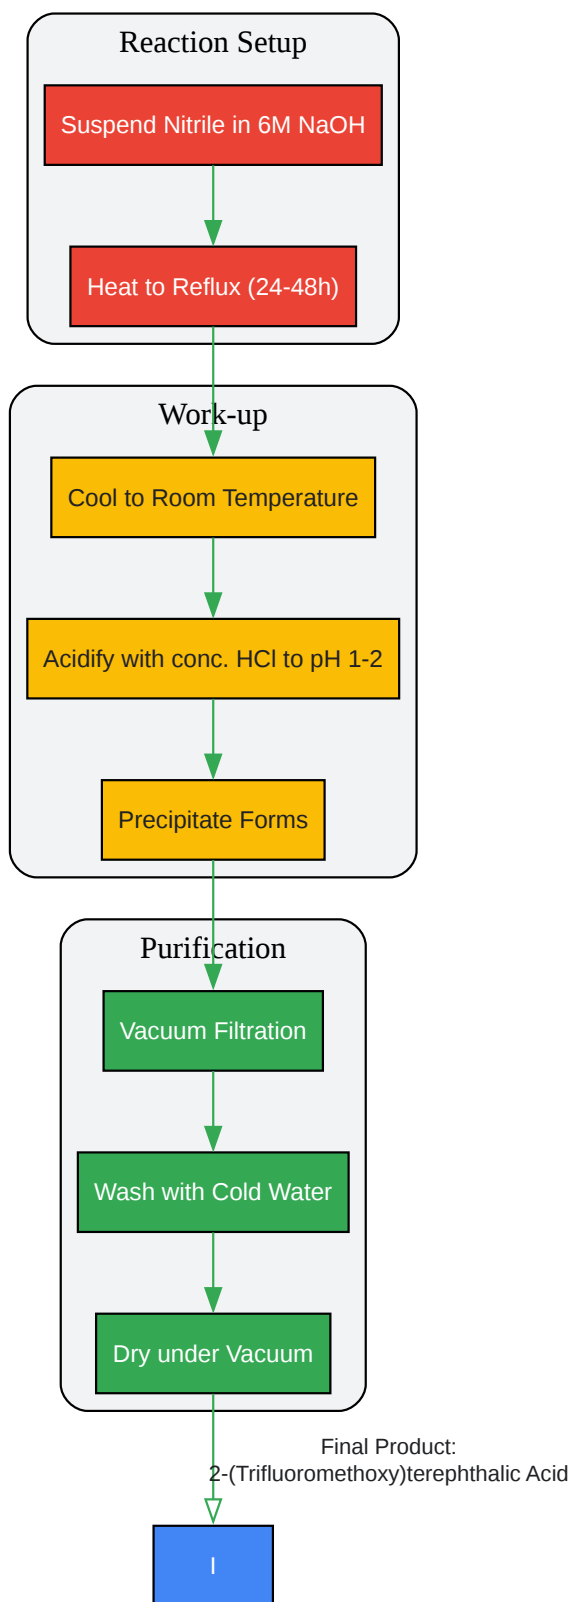 Reaction Setup
Suspend Nitrile in 6M NaOH
Heat to Reflux (24-48h)
Work-up
Cool to Room Temperature
Acidify with conc. HCl to pH 1-2
Precipitate Forms
Purification
Vacuum Filtration
Wash with Cold Water
Dry under Vacuum
Final Product:
2-(Trifluoromethoxy)terephthalic Acid
I